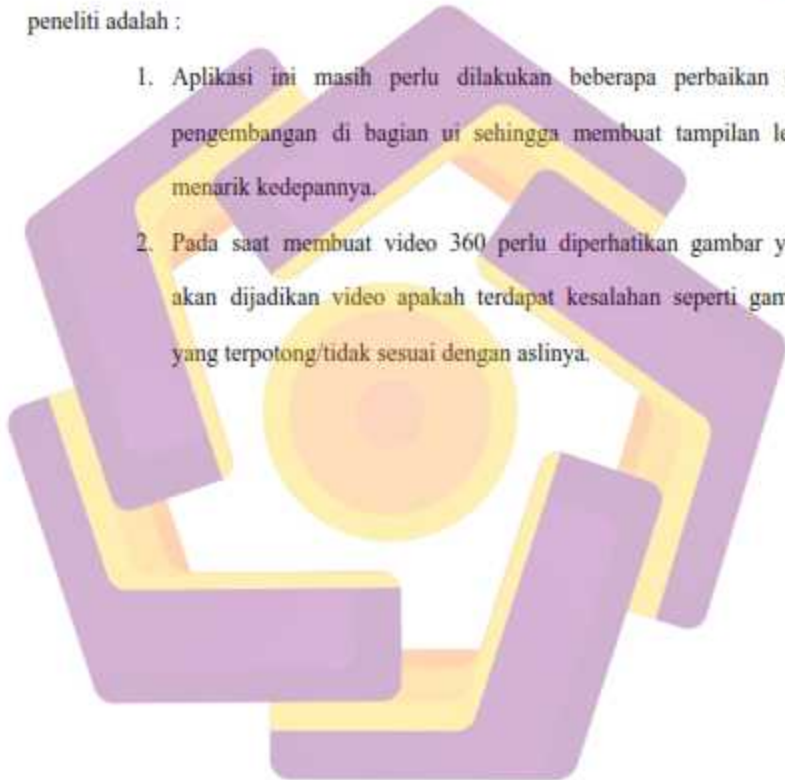 peneliti adalah :
1. Aplikasi ini masih perlu dilakukan beberapa perbaikan
pengembangan di bagian ui sehingga membuat tampilan
menarik kedepannya.
2. Pada saat membuat video 360 perlu diperhatikan gambar
akan dijadikan video apakah terdapat kesalahan seperti
yang terpotong/tidak sesuai dengan aslinya.